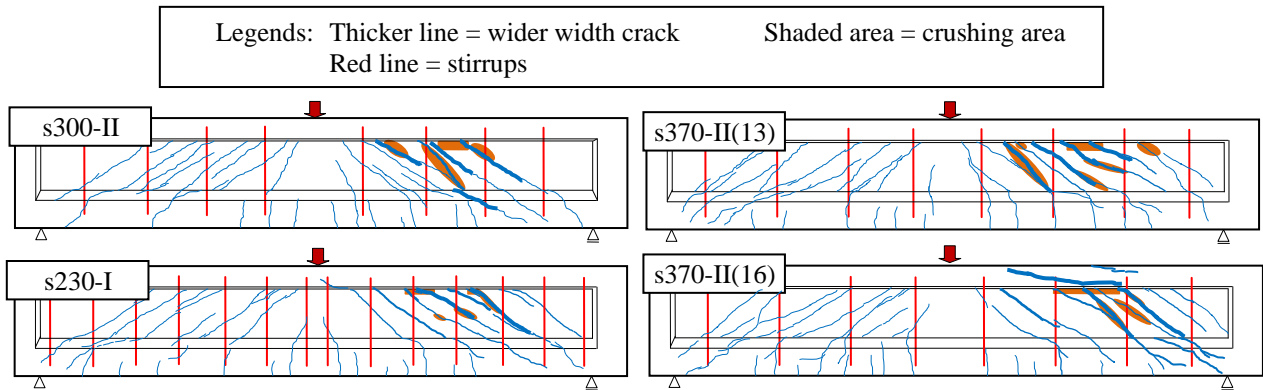 Legends: Thicker line = wider width crack Shaded area = crushing area
Red line = stirrups
s300-II
s370-II(13)
s230-I
s370-II(16)